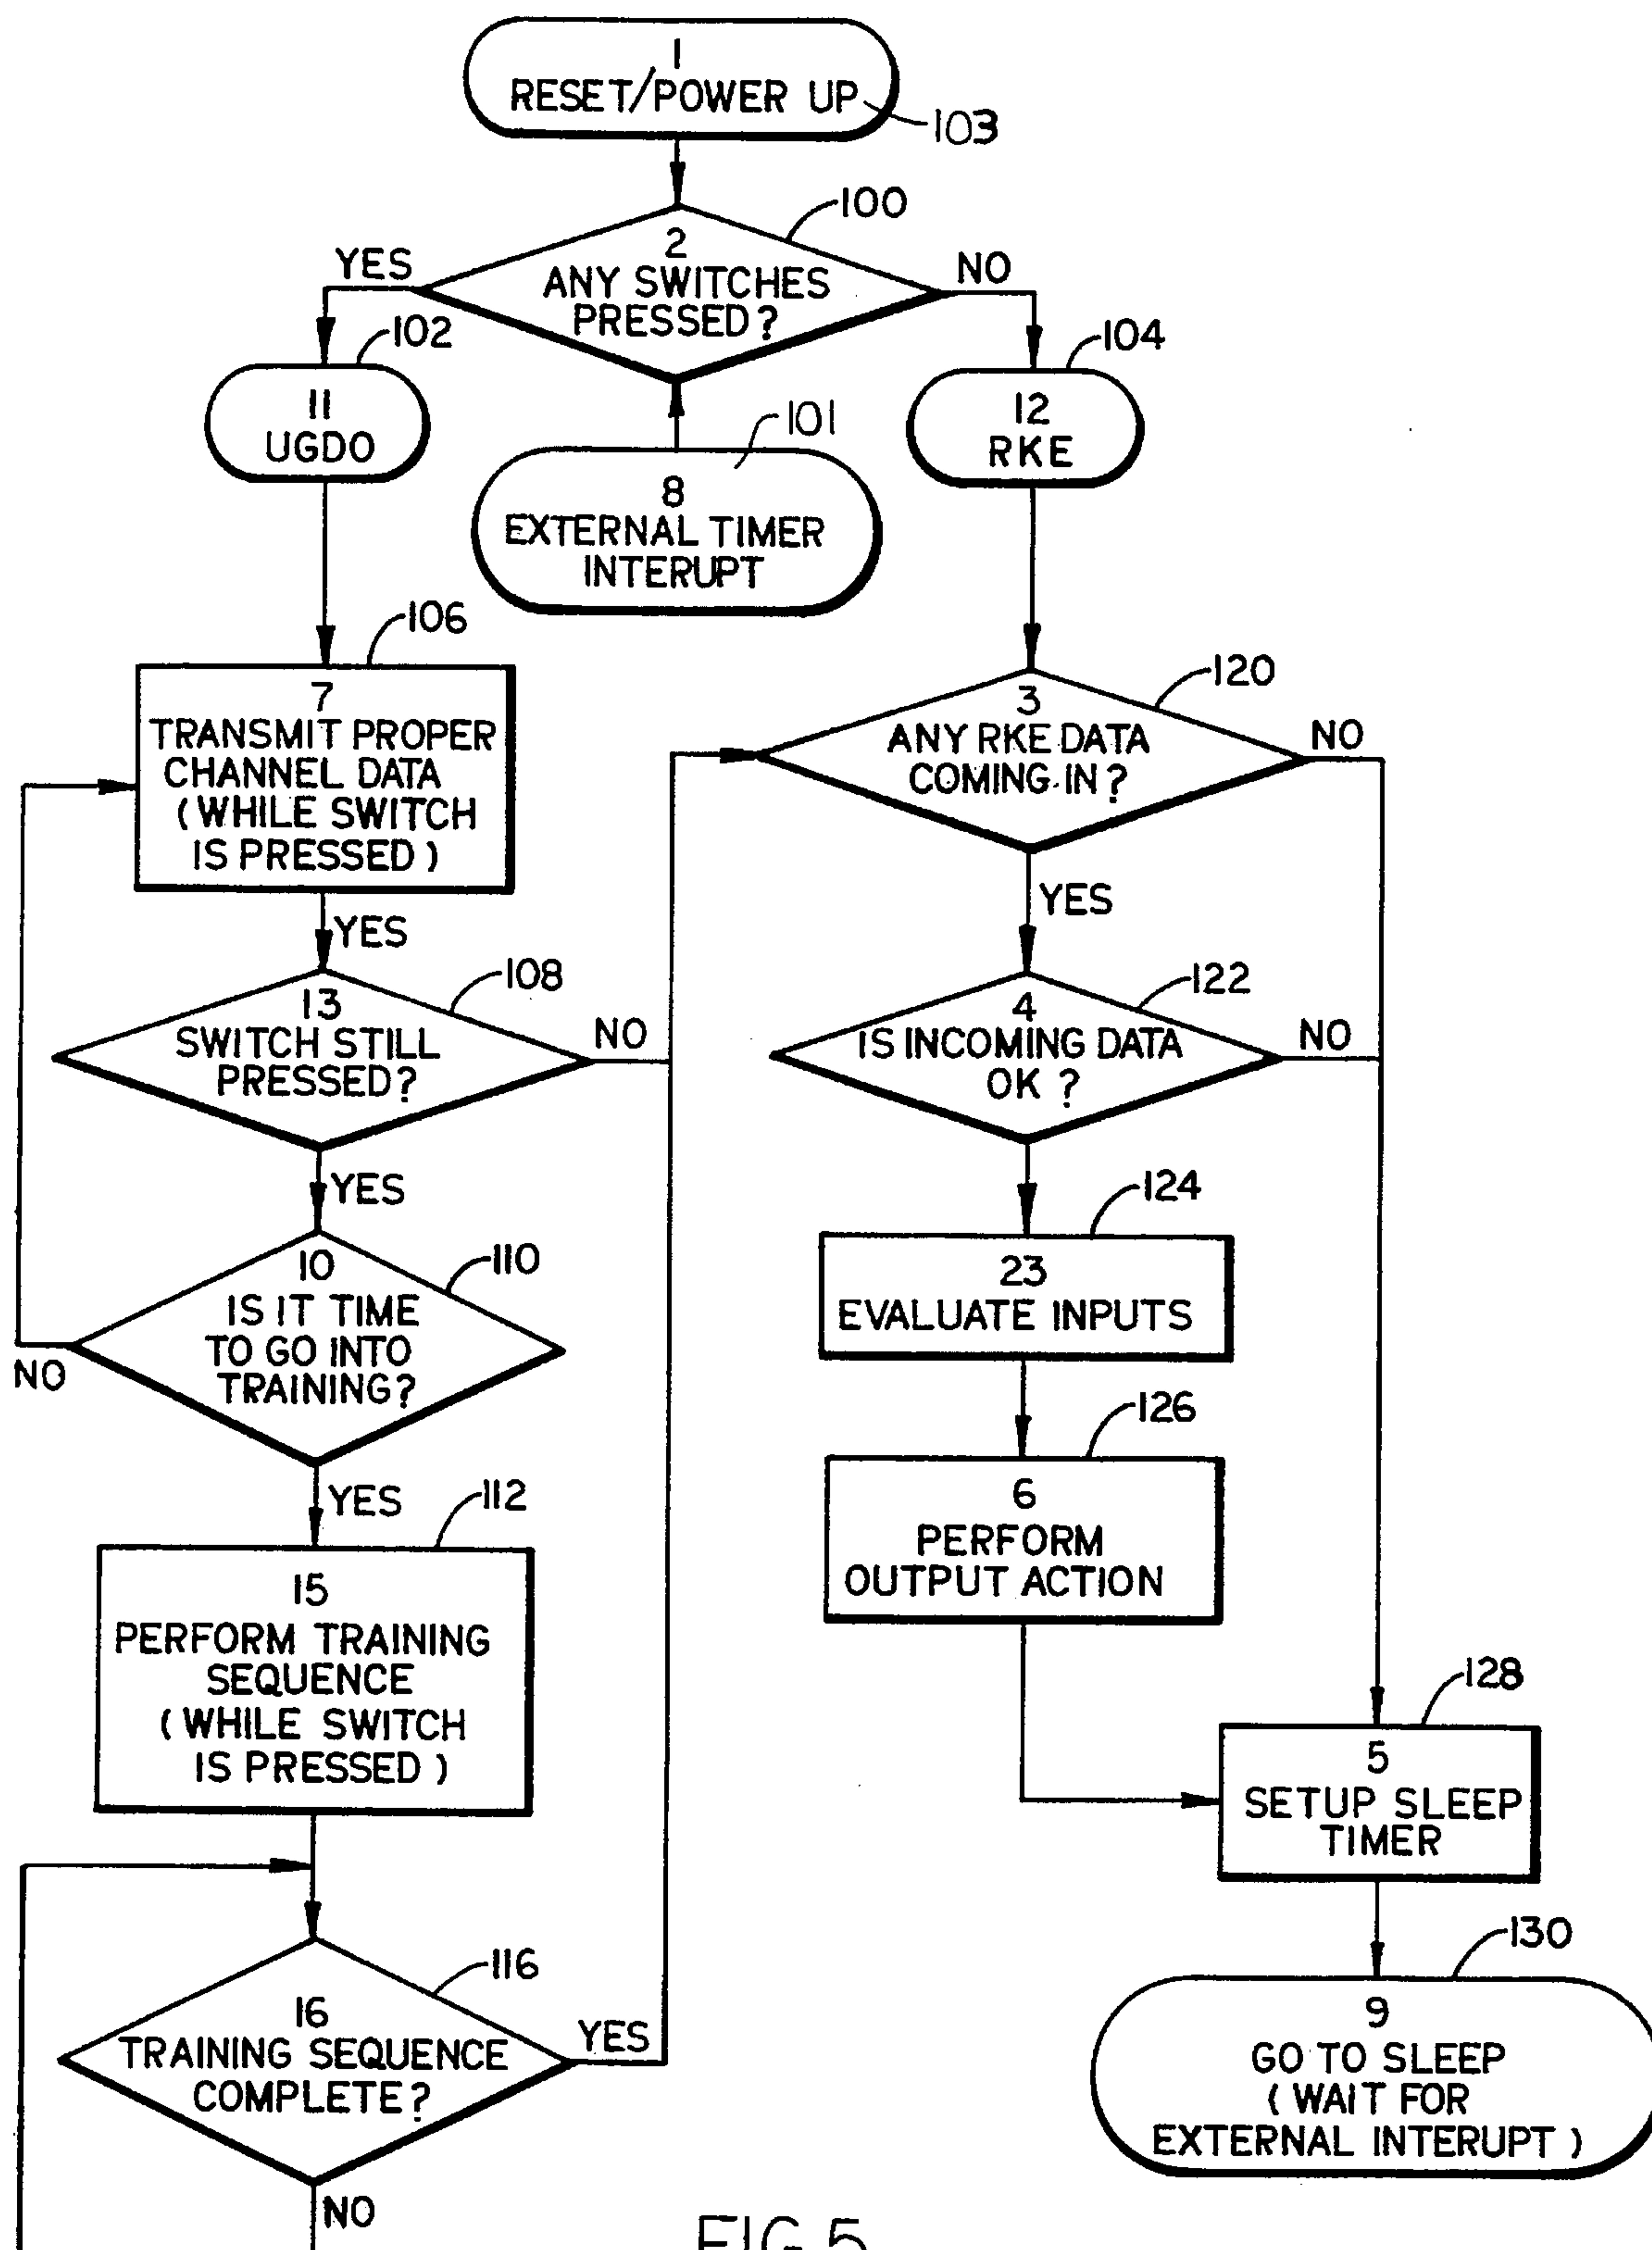 1
RESET/POWER UP
103
100
2
ANY SWITCHES
PRESSED?
YES
NO
102
104
11
UGDO
101
8
EXTERNAL TIMER
INTERUPT
12
RKE
106
7
TRANSMIT PROPER
CHANNEL DATA
(WHILE SWITCH
IS PRESSED)
YES
120
3
ANY RKE DATA
COMING IN?
NO
YES
108
13
SWITCH STILL
PRESSED?
NO
YES
122
4
IS INCOMING DATA
OK ?
NO
110
10
IS IT TIME
TO GO INTO
TRAINING?
NO
YES
124
23
EVALUATE INPUTS
126
6
PERFORM
OUTPUT ACTION
112
15
PERFORM TRAINING
SEQUENCE
(WHILE SWITCH
IS PRESSED)
128
5
SETUP SLEEP
TIMER
116
16
TRAINING SEQUENCE
COMPLETE?
YES
NO
130
9
GO TO SLEEP
(WAIT FOR
EXTERNAL INTERUPT)
FIG. 5